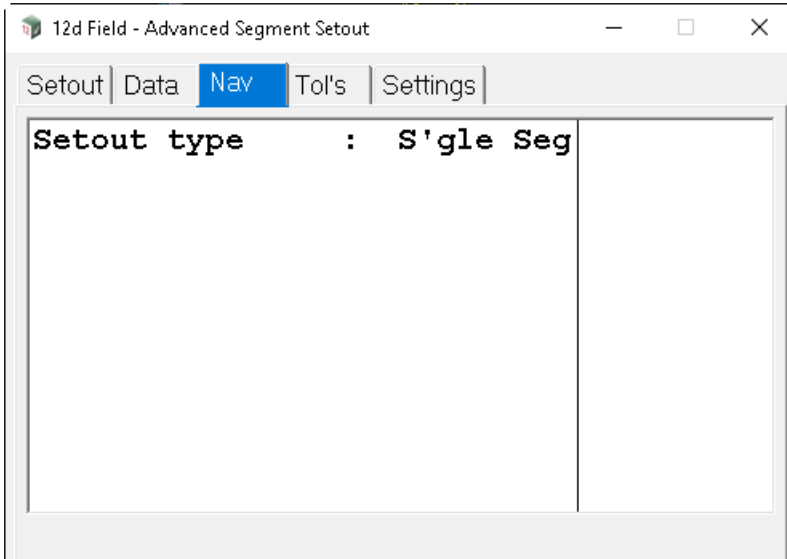 12d Field - Advanced Segment Setout
Setout Data Nav Tol's Settings
Setout type : S'gle Seg